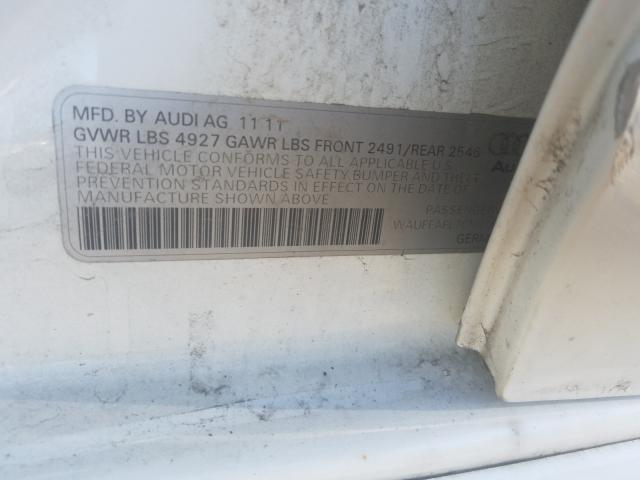 MFD. BY AUDI AG 11 11
GVWR LBS 4927 GAWR LBS FRONT 2491/REAR 2546
THIS VEHICLE CONFORMS TO ALL APPLICABLE U.S.
FEDERAL MOTOR VEHICLE SAFETY, BUMPER AND THEFT
PREVENTION STANDARDS IN EFFECT ON THE DATE OF
MANUFACTURE SHOWN ABOVE